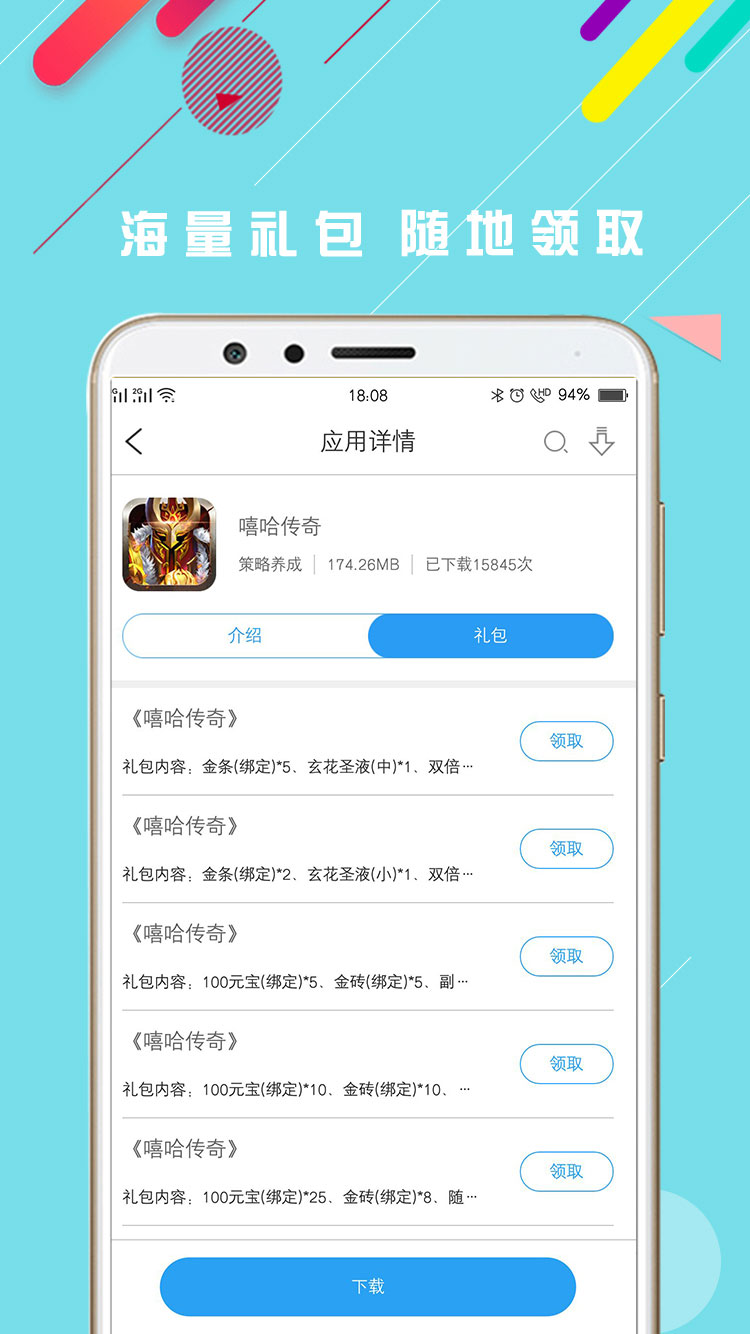 海量礼包 随地领取
G 2G 18:08 HD 94%
应用详情
嘻哈传奇
策略养成 174.26MB 已下载15845次
介绍 礼包
《嘻哈传奇》
领取
礼包内容：金条(绑定)*5、玄花圣液(中)*1、双倍···
《嘻哈传奇》
领取
礼包内容：金条(绑定)*2、玄花圣液(小)*1、双倍···
《嘻哈传奇》
领取
礼包内容：100元宝(绑定)*5、金砖(绑定)*5、副···
《嘻哈传奇》
领取
礼包内容：100元宝(绑定)*10、金砖(绑定)*10、···
《嘻哈传奇》
领取
礼包内容：100元宝(绑定)*25、金砖(绑定)*8、随···
下载